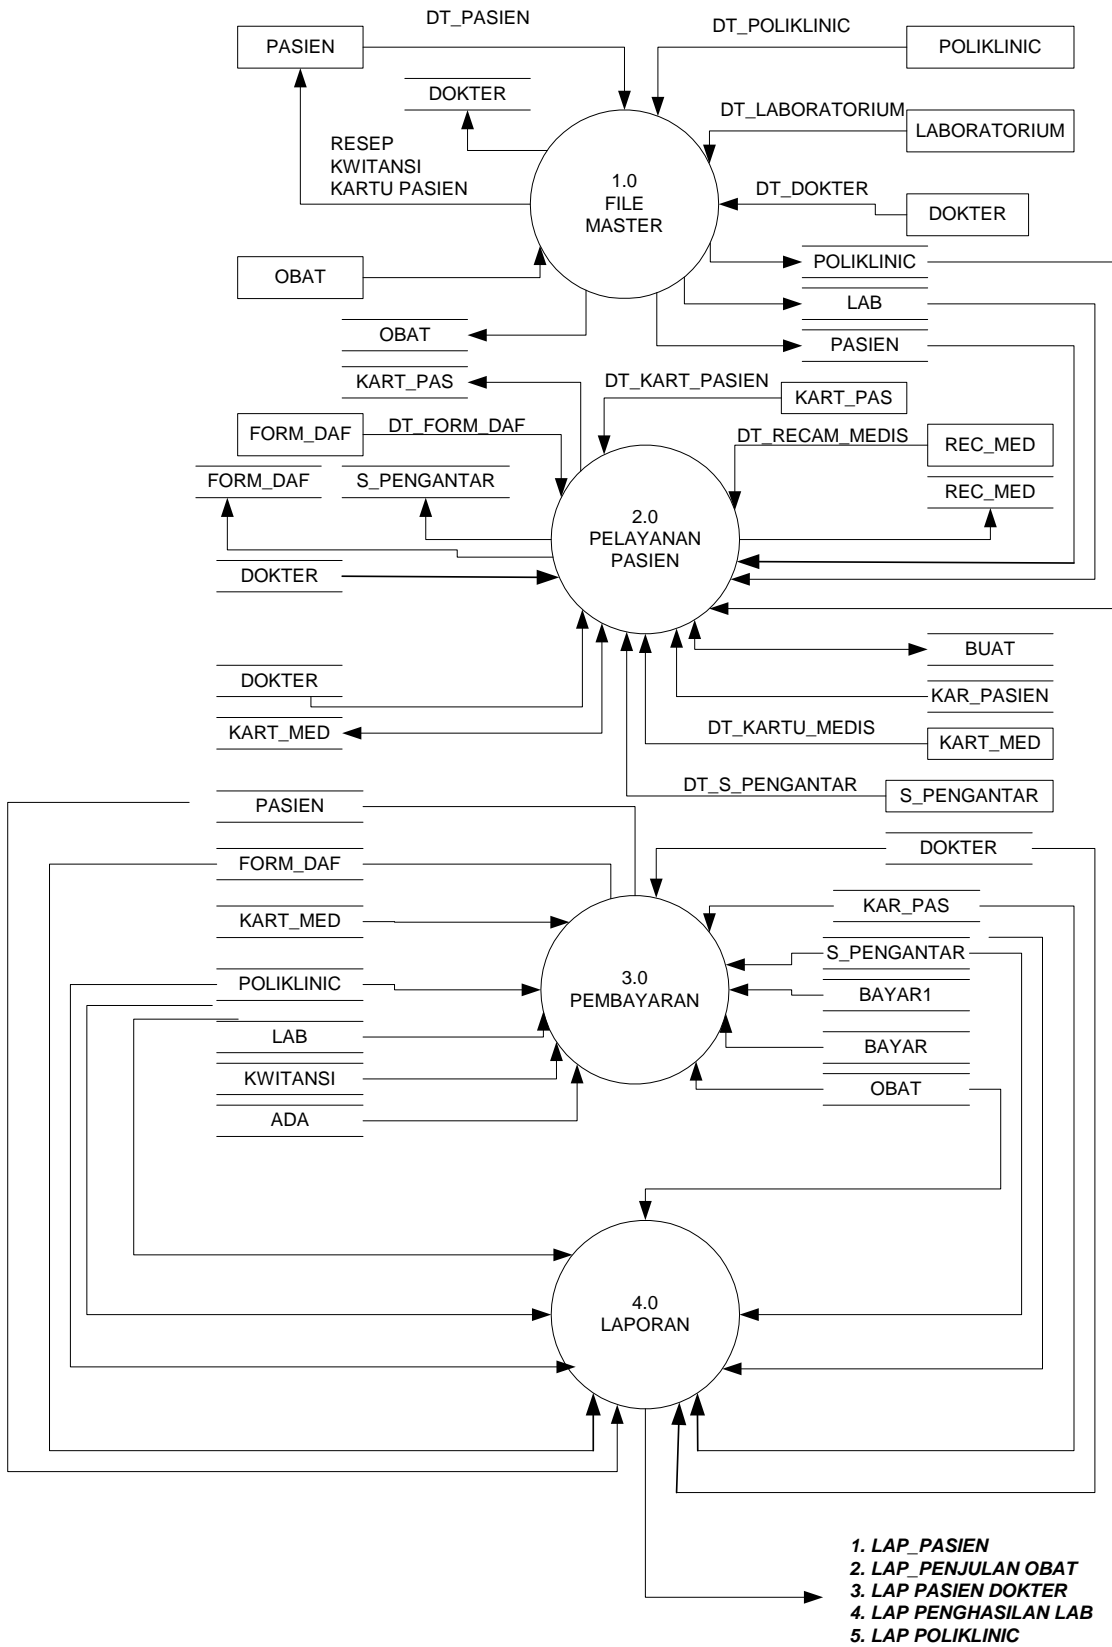 DT_PASIEN
DT_POLIKLINIC
PASIEN
POLIKLINIC
DOKTER
DT_LABORATORIUM
LABORATORIUM
RESEP
KWITANSI
KARTU PASIEN
1.0
FILE
MASTER
DT_DOKTER
DOKTER
POLIKLINIC
OBAT
LAB
OBAT
PASIEN
KART_PAS
DT_KART_PASIEN
KART_PAS
FORM_DAF
DT_FORM_DAF
DT_RECAM_MEDIS
REC_MED
FORM_DAF
S_PENGANTAR
REC_MED
2.0
PELAYANAN
PASIEN
DOKTER
BUAT
DOKTER
KAR_PASIEN
KART_MED
DT_KARTU_MEDIS
KART_MED
DT_S_PENGANTAR
S_PENGANTAR
PASIEN
DOKTER
FORM_DAF
KART_MED
KAR_PAS
S_PENGANTAR
POLIKLINIC
3.0
PEMBAYARAN
BAYAR1
LAB
BAYAR
KWITANSI
OBAT
ADA
4.0
LAPORAN
1. LAP_PASIEN
2. LAP_PENJULAN OBAT
3. LAP PASIEN DOKTER
4. LAP PENGHASILAN LAB
5. LAP POLIKLINIC